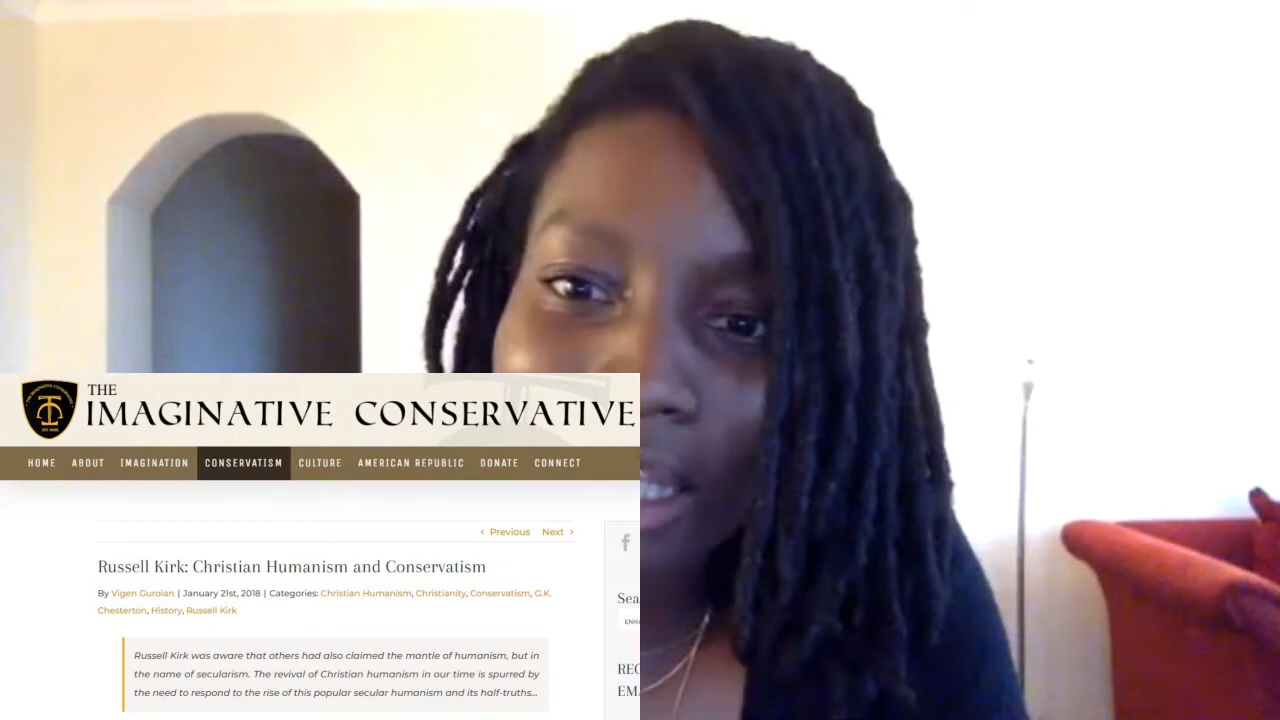 THE
IMAGINATIVE CONSERVATIVE
HOME ABOUT IMAGINATION CONSERVATISM CULTURE AMERICAN REPUBLIC DONATE CONNECT
‹ Previous Next ›
Russell Kirk: Christian Humanism and Conservatism
By Vigen Guroian | January 21st, 2018 | Categories: Christian Humanism, Christianity, Conservatism, G.K.
Chesterton, History, Russell Kirk
Russell Kirk was aware that others had also claimed the mantle of humanism, but in
the name of secularism. The revival of Christian humanism in our time is spurred by
the need to respond to the rise of this popular secular humanism and its half-truths...